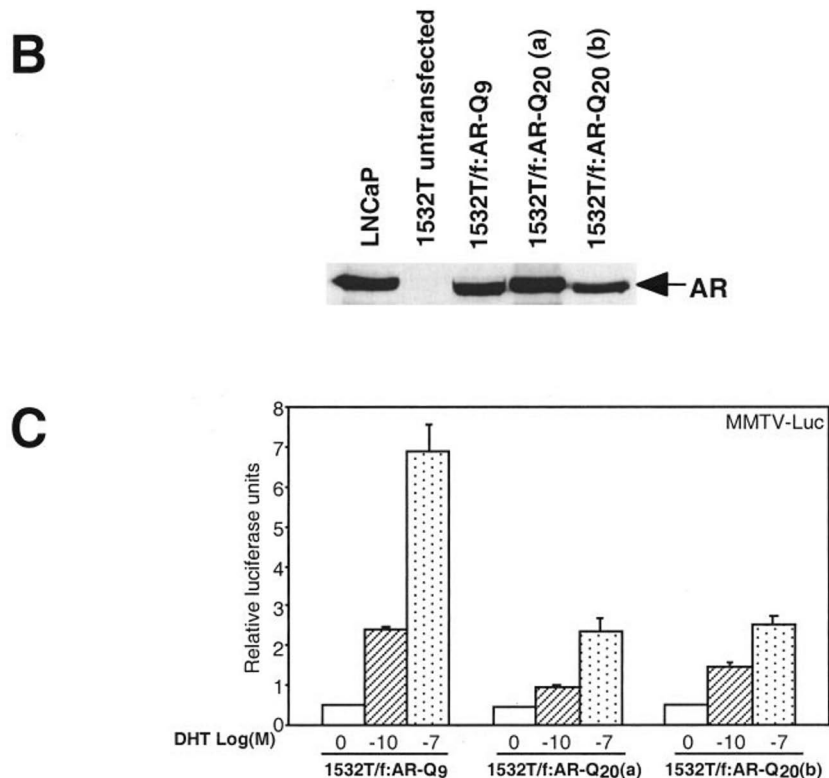 B
LNCaP
1532T untransfected
1532T/f:AR-Q9
1532T/f:AR-Q20 (a)
1532T/f:AR-Q20 (b)
AR
C
MMTV-Luc
Relative luciferase units
8
7
6
5
4
3
2
1
0
DHT Log(M) 0 -10 -7 0 -10 -7 0 -10 -7
1532T/f:AR-Q9 1532T/f:AR-Q20(a) 1532T/f:AR-Q20(b)